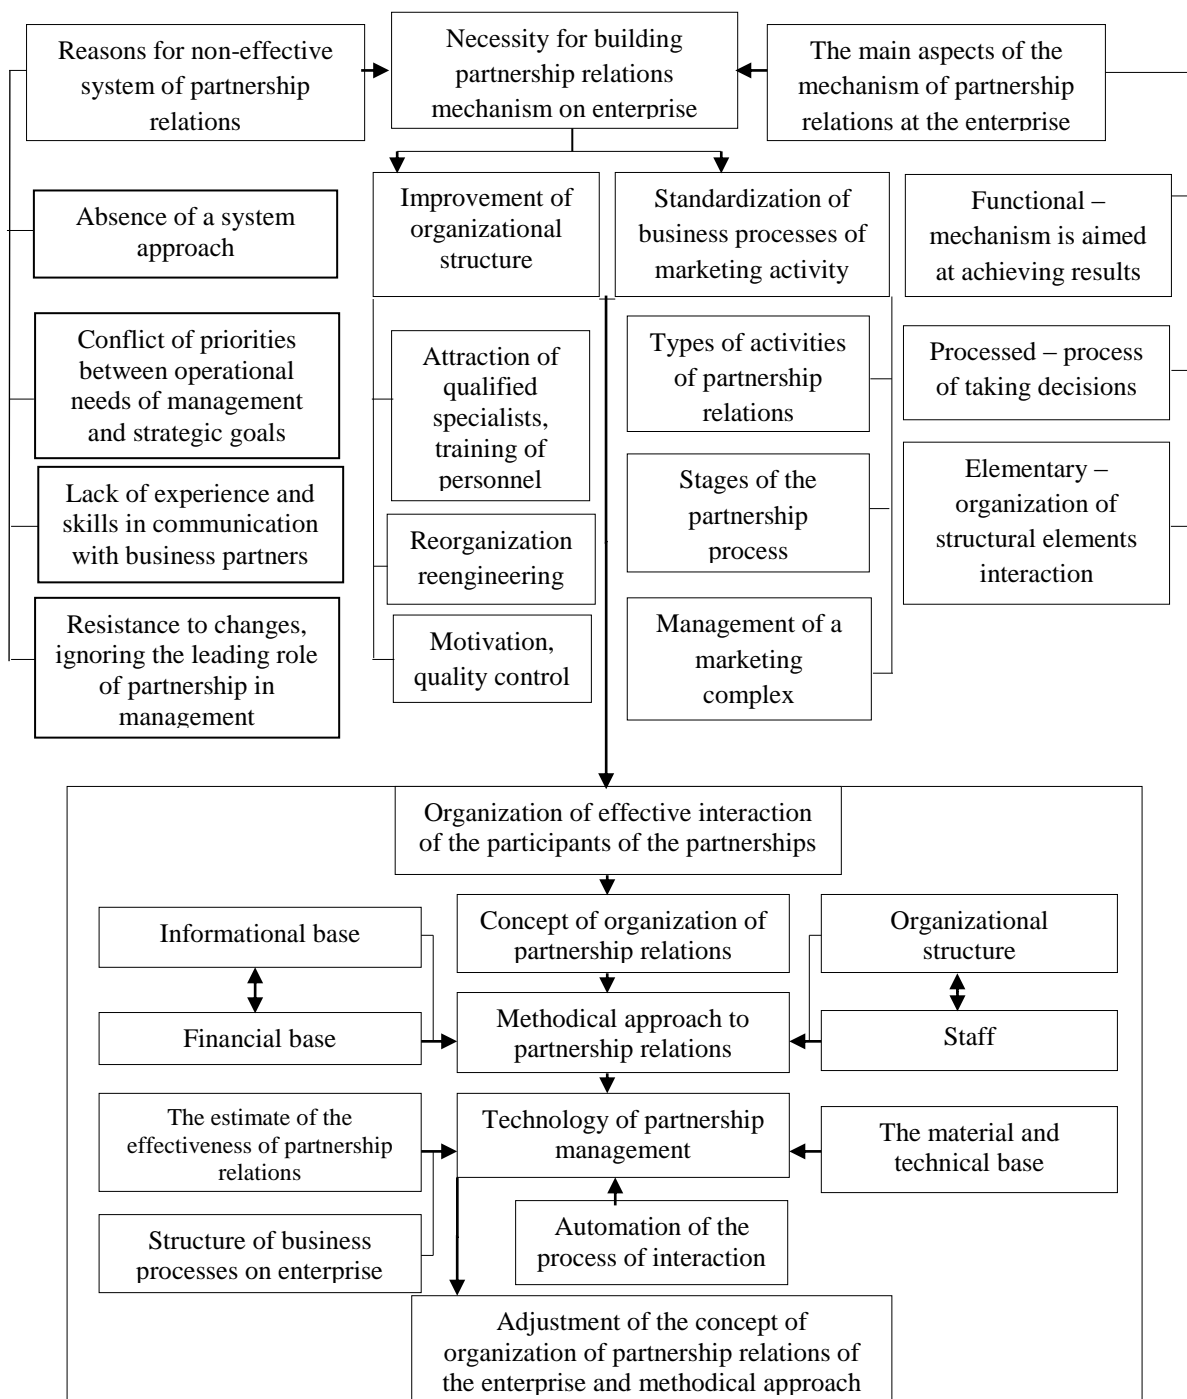 Reasons for non-effective
system of partnership
relations
Necessity for building
partnership relations
mechanism on enterprise
The main aspects of the
mechanism of partnership
relations at the enterprise
Absence of a system
approach
Improvement of
organizational
structure
Standardization of
business processes of
marketing activity
Functional –
mechanism is aimed
at achieving results
Conflict of priorities
between operational
needs of management
and strategic goals
Attraction of
qualified
specialists,
training of
personnel
Types of activities
of partnership
relations
Processed – process
of taking decisions
Lack of experience and
skills in communication
with business partners
Reorganization
reengineering
Stages of the
partnership
process
Elementary –
organization of
structural elements
interaction
Resistance to changes,
ignoring the leading role
of partnership in
management
Motivation,
quality control
Management of a
marketing
complex
Organization of effective interaction
of the participants of the partnerships
Informational base
Concept of organization of
partnership relations
Organizational
structure
Financial base
Methodical approach to
partnership relations
Staff
The estimate of the
effectiveness of partnership
relations
Technology of partnership
management
The material and
technical base
Structure of business
processes on enterprise
Automation of the
process of interaction
Adjustment of the concept of
organization of partnership relations of
the enterprise and methodical approach